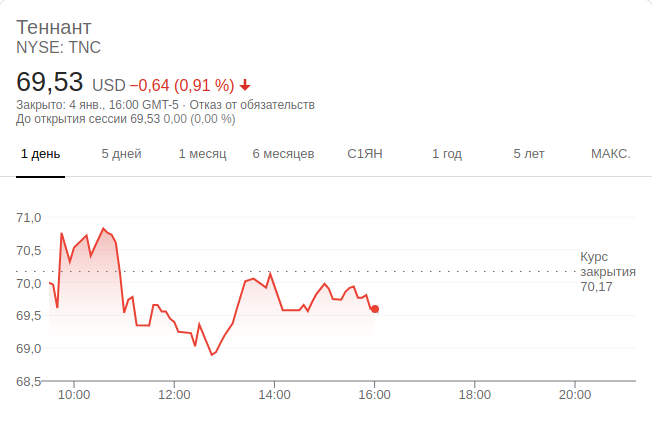 Теннант
NYSE: TNC
69,53 USD −0,64 (0,91 %)
Закрыто: 4 янв., 16:00 GMT-5 · Отказ от обязательств
До открытия сессии 69,53 0,00 (0,00 %)
1 день 5 дней 1 месяц 6 месяцев С1ЯН 1 год 5 лет МАКС.
71,0
70,5
70,0
69,5
69,0
68,5
Курс
закрытия
70,17
10:00 12:00 14:00 16:00 18:00 20:00